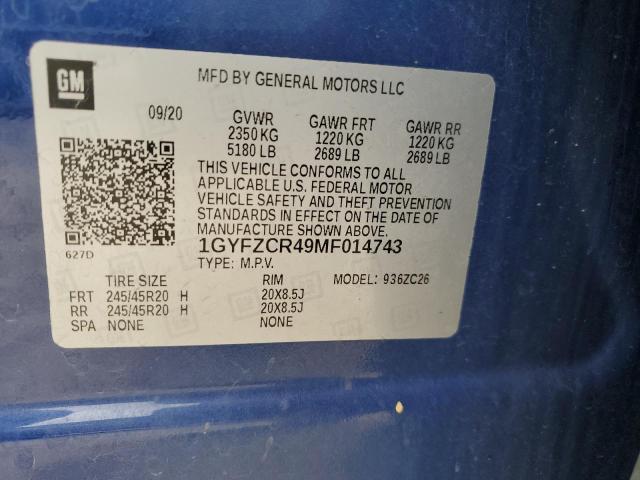 GM
MFD BY GENERAL MOTORS LLC
09/20
GVWR GAWR FRT GAWR RR
2350 KG 1220 KG 1220 KG
5180 LB 2689 LB 2689 LB
THIS VEHICLE CONFORMS TO ALL
APPLICABLE U.S. FEDERAL MOTOR
VEHICLE SAFETY AND THEFT PREVENTION
STANDARDS IN EFFECT ON THE DATE OF
MANUFACTURE SHOWN ABOVE.
1GYFZCR49MF014743
627D
TYPE: M.P.V. MODEL: 936ZC26
TIRE SIZE RIM
FRT 245/45R20 H 20X8.5J
RR 245/45R20 H 20X8.5J
SPA NONE NONE